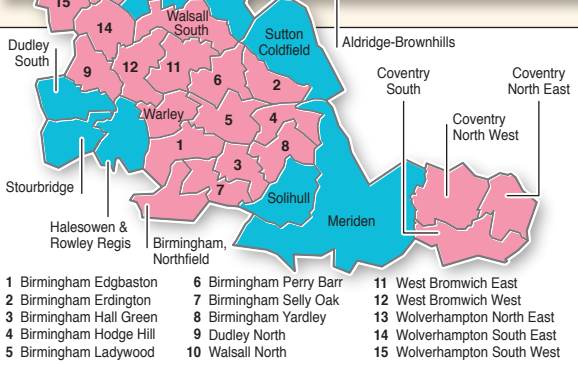 15
Walsall
South
14
Sutton
Coldfield
Aldridge-Brownhills
Dudley
South
9
12
11
6
2
Coventry
South
Coventry
North East
Warley
5
4
Coventry
North West
1
8
3
7
Stourbridge
Solihull
Meriden
Halesowen &
Rowley Regis
Birmingham,
Northfield
1 Birmingham Edgbaston
2 Birmingham Erdington
3 Birmingham Hall Green
4 Birmingham Hodge Hill
5 Birmingham Ladywood
6 Birmingham Perry Barr
7 Birmingham Selly Oak
8 Birmingham Yardley
9 Dudley North
10 Walsall North
11 West Bromwich East
12 West Bromwich West
13 Wolverhampton North East
14 Wolverhampton South East
15 Wolverhampton South West